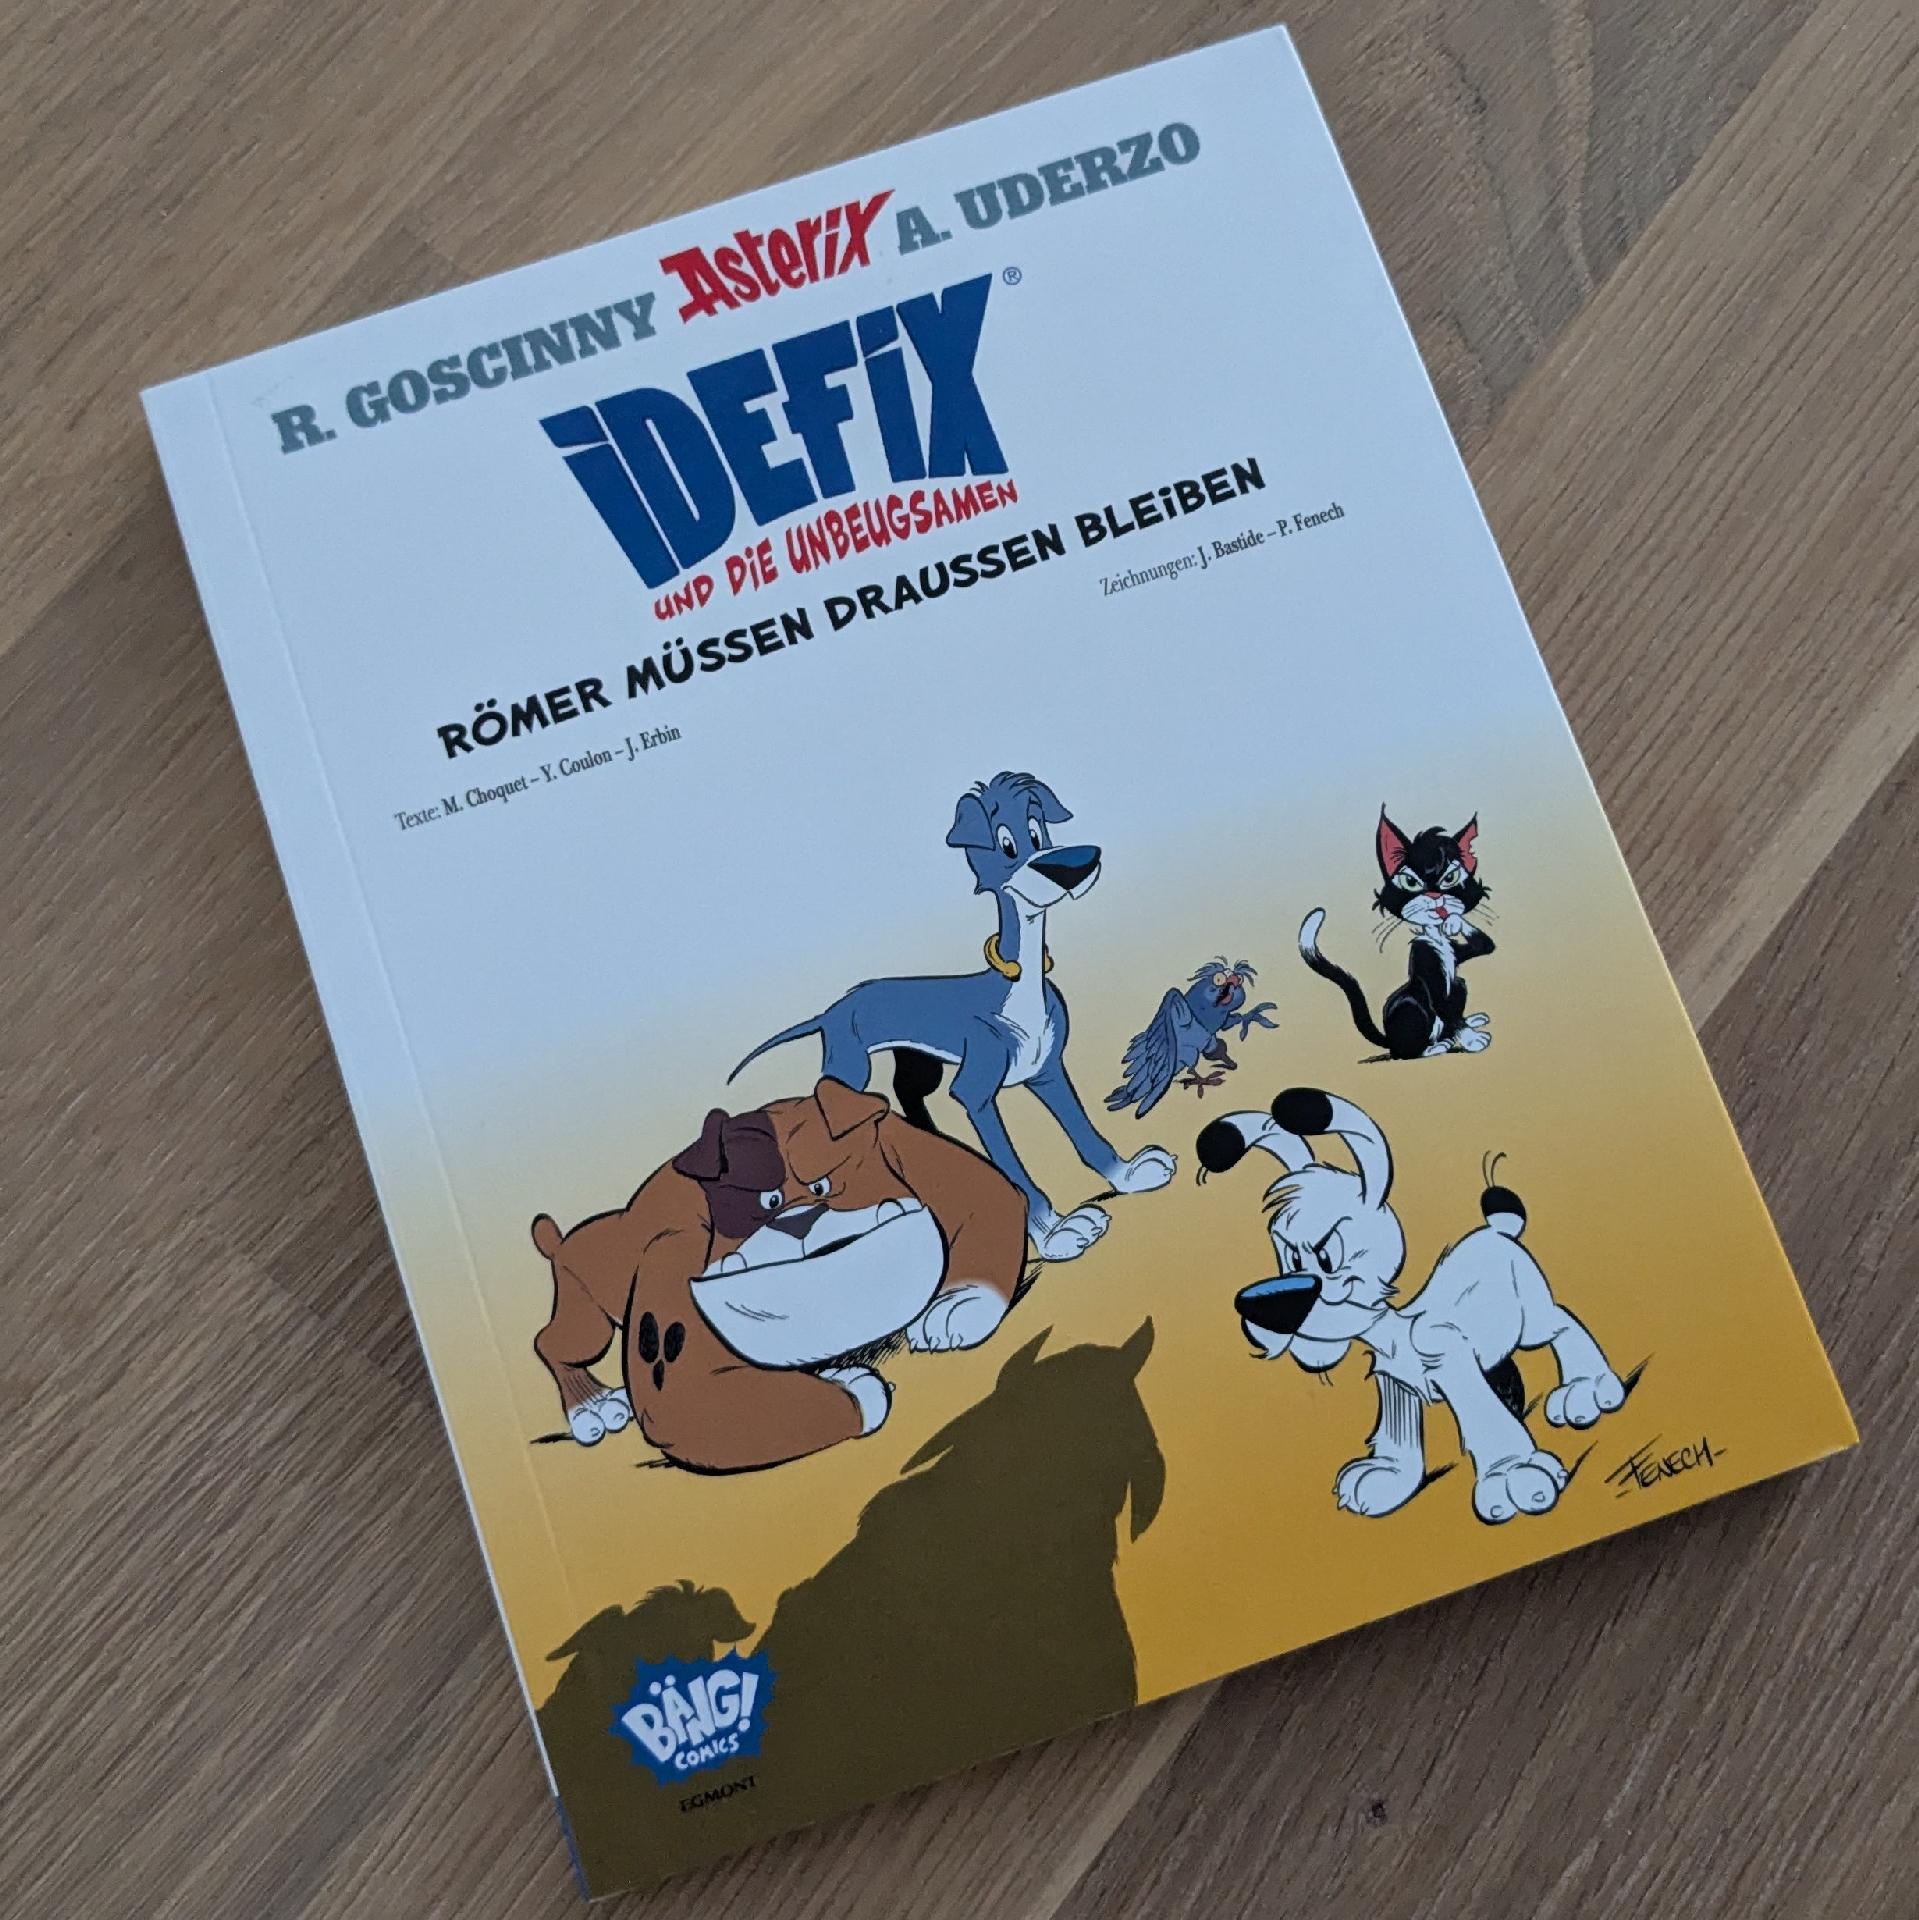 R. GOSCINNY Asterix A. UDERZO
iDEFiX®
UND DiE UNBEUGSAMEN
RÖMER MÜSSEN DRAUSSEN BLEiBEN
Texte: M. Choquet – Y. Coulon – J. Erbin
Zeichnungen: J. Bastide – P. Fenech
FENECH
BÄNG!
COMiCS
EGMONT